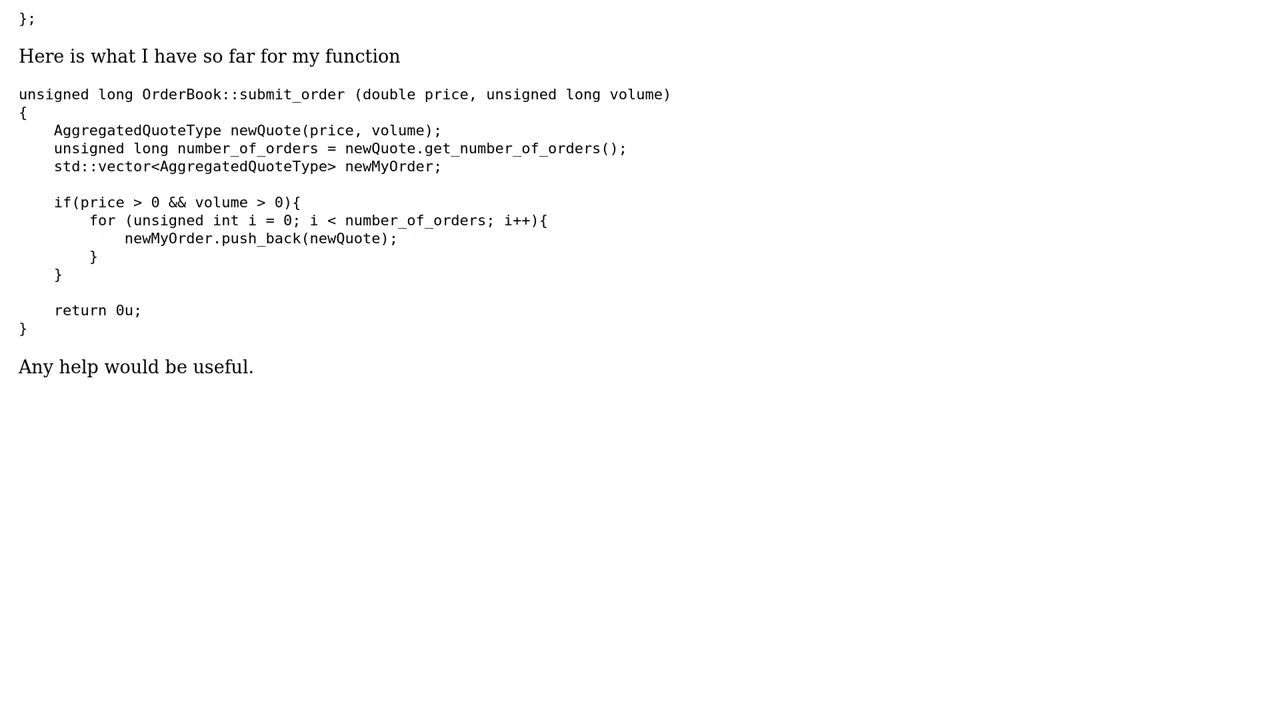 };
Here is what I have so far for my function
unsigned long OrderBook::submit_order (double price, unsigned long volume)
{
    AggregatedQuoteType newQuote(price, volume);
    unsigned long number_of_orders = newQuote.get_number_of_orders();
    std::vector<AggregatedQuoteType> newMyOrder;

    if(price > 0 && volume > 0){
        for (unsigned int i = 0; i < number_of_orders; i++){
            newMyOrder.push_back(newQuote);
        }
    }

    return 0u;
}
Any help would be useful.